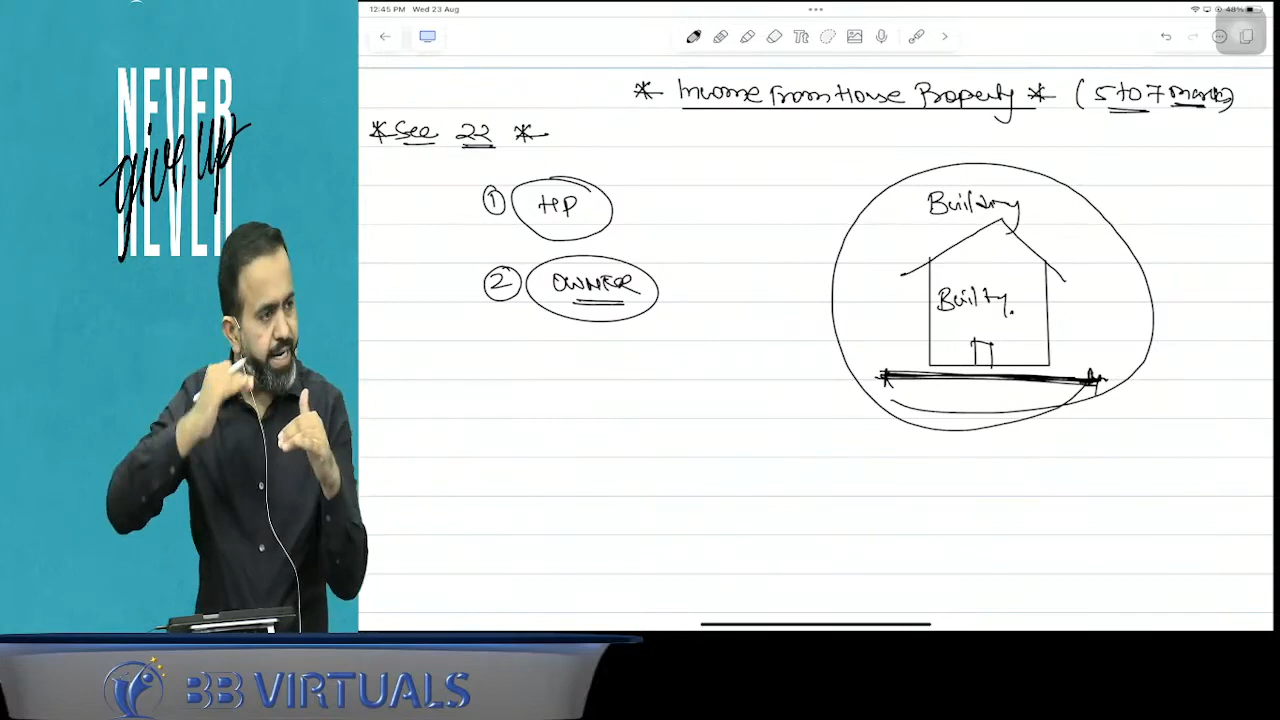 12:45 PM Wed 23 Aug
48%
NEVER
give up
NEVER
* Income from House Property * (5 to 7 marks)
* Sec 22 *
① HP
② OWNER
Building
BB VIRTUALS